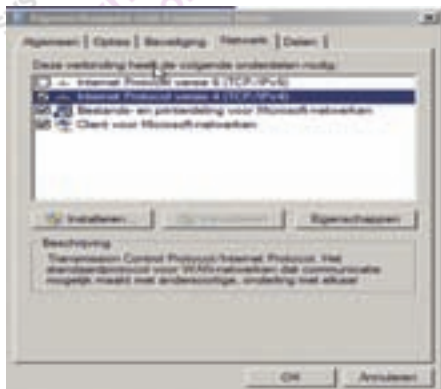 Algemeen | Opties | Beveiliging Netwerk | Delen |
Deze verbinding heeft de volgende onderdelen nodig:
Internet Protocol versie 6 (TCP/IPv6)
Internet Protocol versie 4 (TCP/IPv4)
Bestands- en printerdeling voor Microsoft-netwerken
Client voor Microsoft-netwerken
Installeren... Eigenschappen
Beschrijving
Transmission Control Protocol/Internet Protocol. Het
standaardprotocol voor WAN-netwerken dat communicatie
mogelijk maakt met andersoortige, onderling met elkaar
OK Annuleren